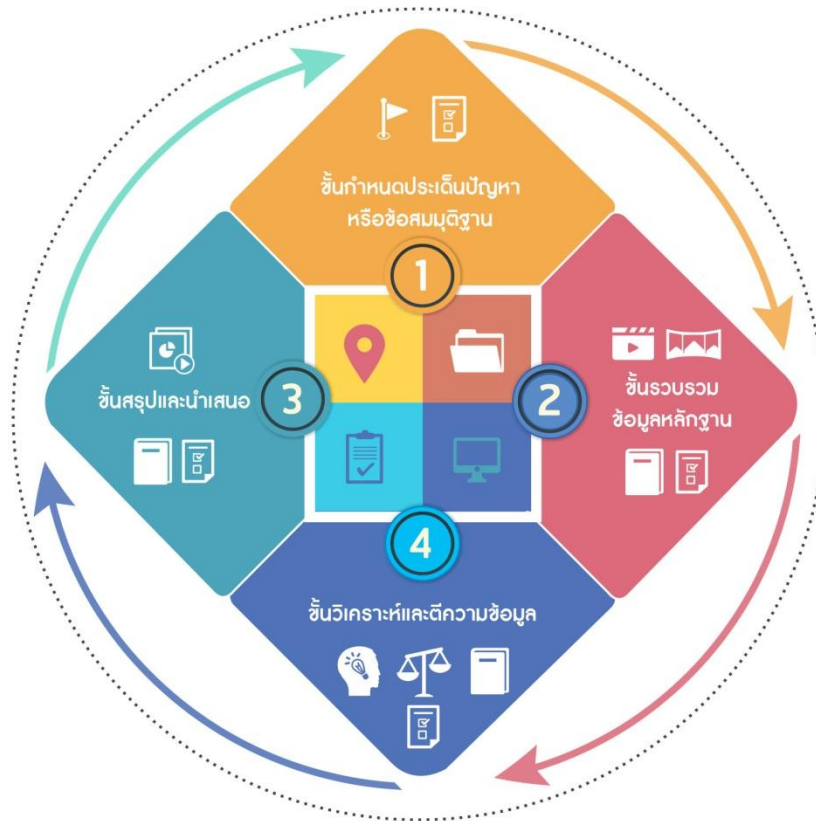 ขั้นกำหนดประเด็นปัญหา
หรือข้อสมมุติฐาน
1
ขั้นสรุปและนำเสนอ
3
2
ขั้นรวบรวม
ข้อมูลหลักฐาน
4
ขั้นวิเคราะห์และตีความข้อมูล